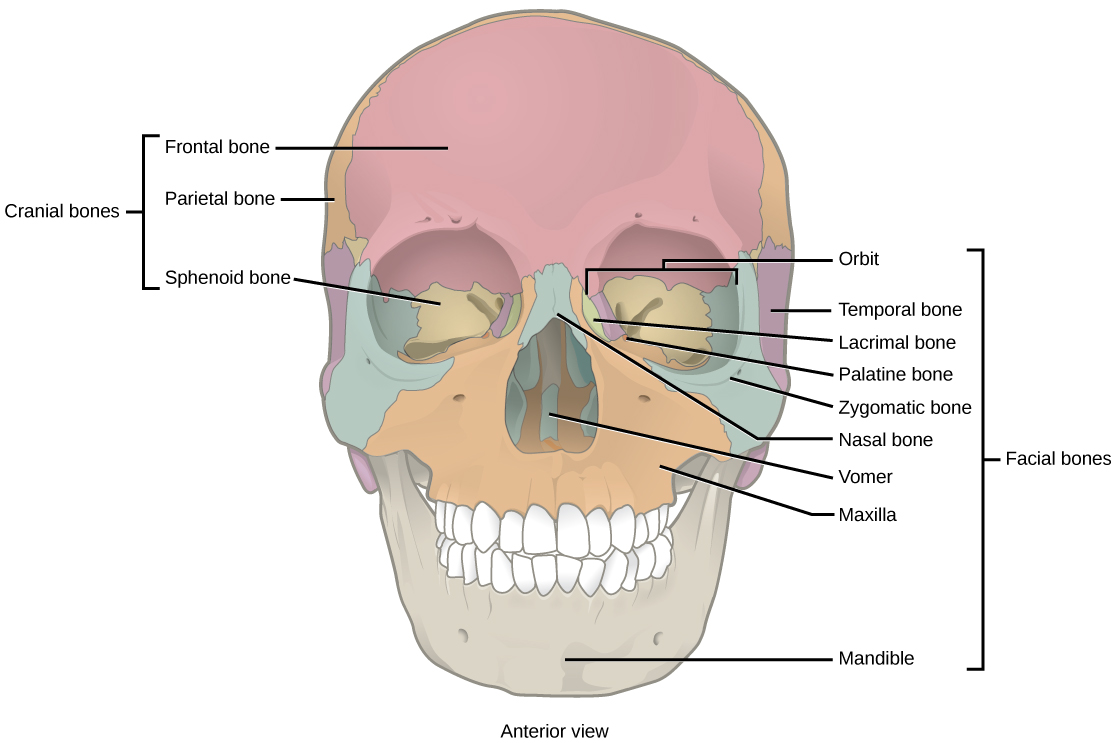 Cranial bones
Frontal bone
Parietal bone
Sphenoid bone
Orbit
Temporal bone
Lacrimal bone
Palatine bone
Zygomatic bone
Nasal bone
Vomer
Maxilla
Mandible
Facial bones
Anterior view